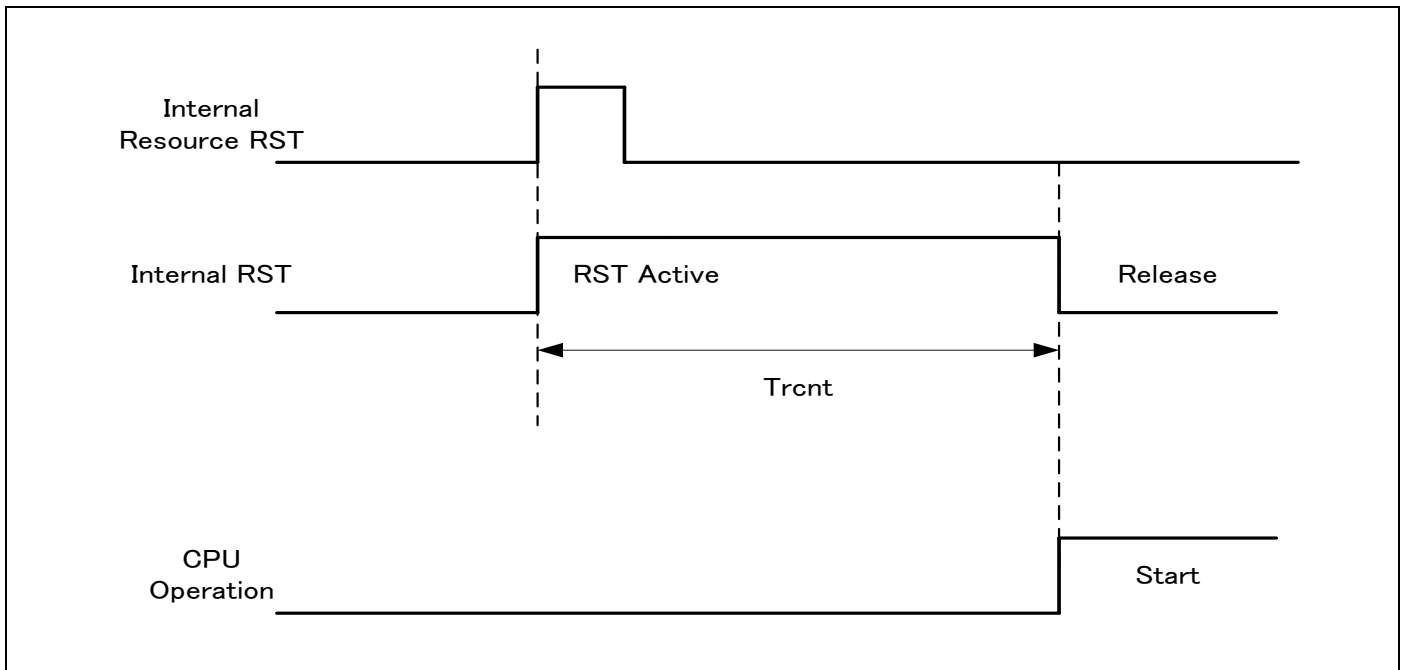 Internal
Resource RST
Internal RST
RST Active
Release
Trcnt
CPU
Operation
Start